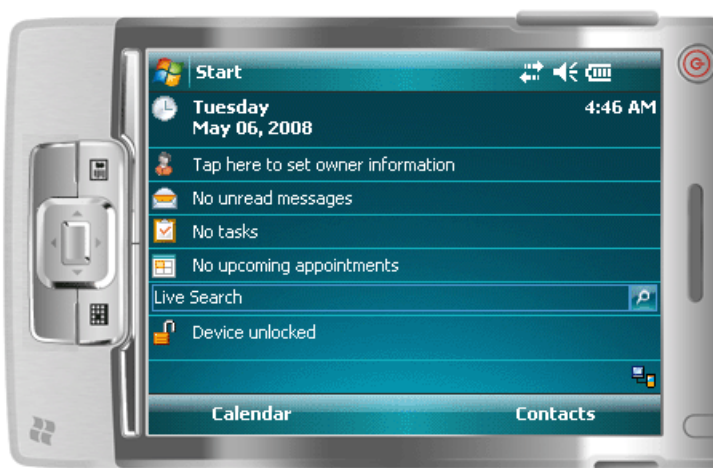 Start
Tuesday 4:46 AM
May 06, 2008
Tap here to set owner information
No unread messages
No tasks
No upcoming appointments
Live Search
Device unlocked
Calendar Contacts